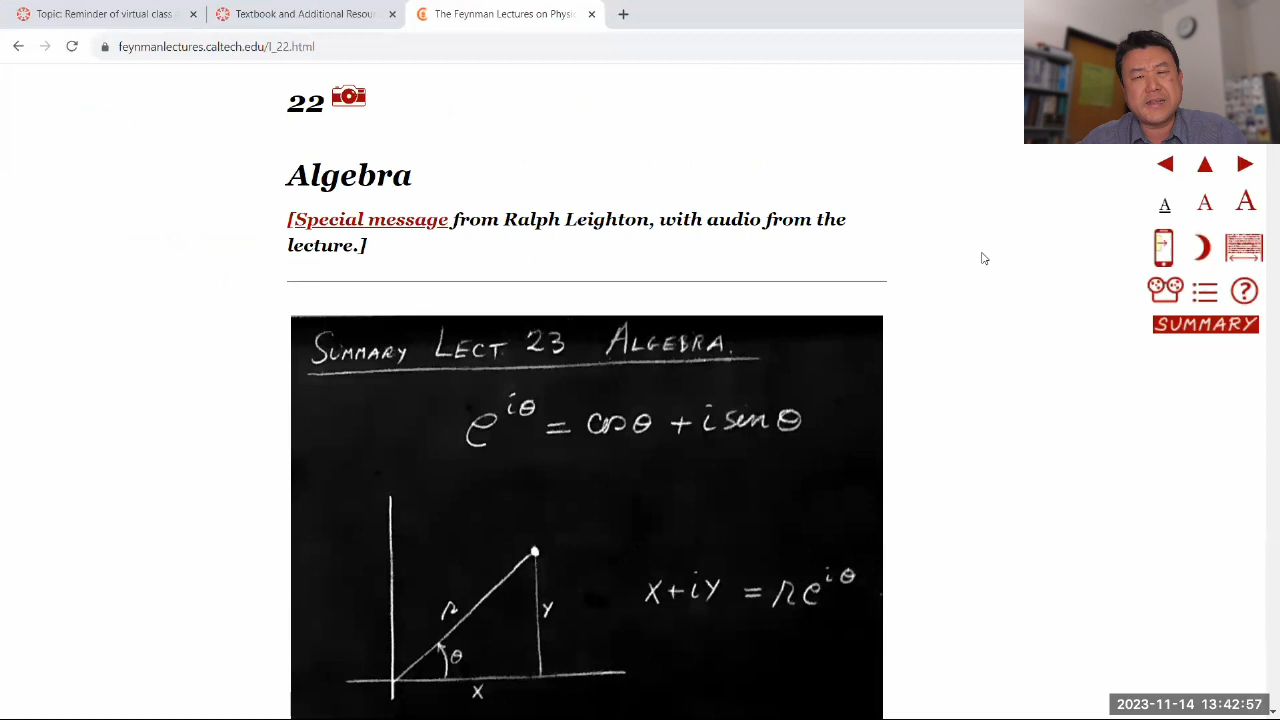 Topic Reminder of virtual
Textbook and Additional Resou
The Feynman Lectures on Physic
feynmanlectures.caltech.edu/I_22.html
22
Algebra
[Special message from Ralph Leighton, with audio from the
lecture.]
A A A
?
SUMMARY
SUMMARY LECT. 23 ALGEBRA.
e^{iθ} = cos θ + i sin θ
r
y
θ
x
x + iy = re^{iθ}
2023-11-14 13:42:57